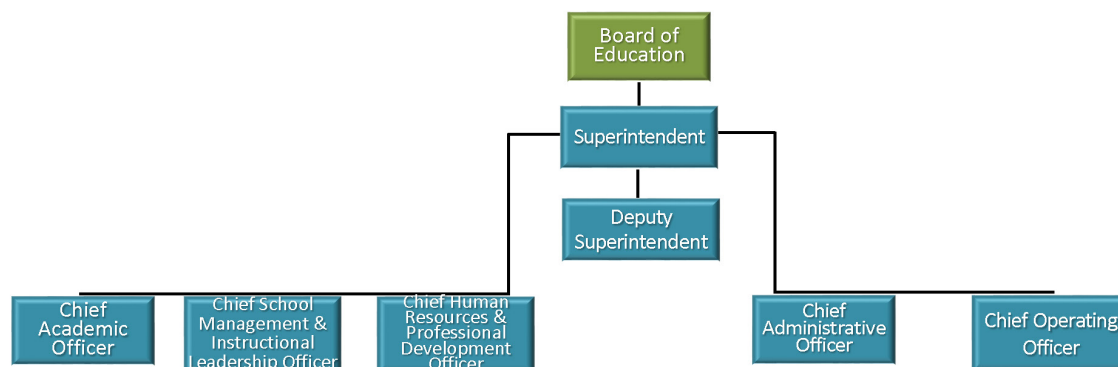 Board of
Education
Superintendent
Deputy
Superintendent
Chief
Academic
Officer
Chief School
Management &
Instructional
Leadership Officer
Chief Human
Resources &
Professional
Development
Officer
Chief
Administrative
Officer
Chief Operating
Officer